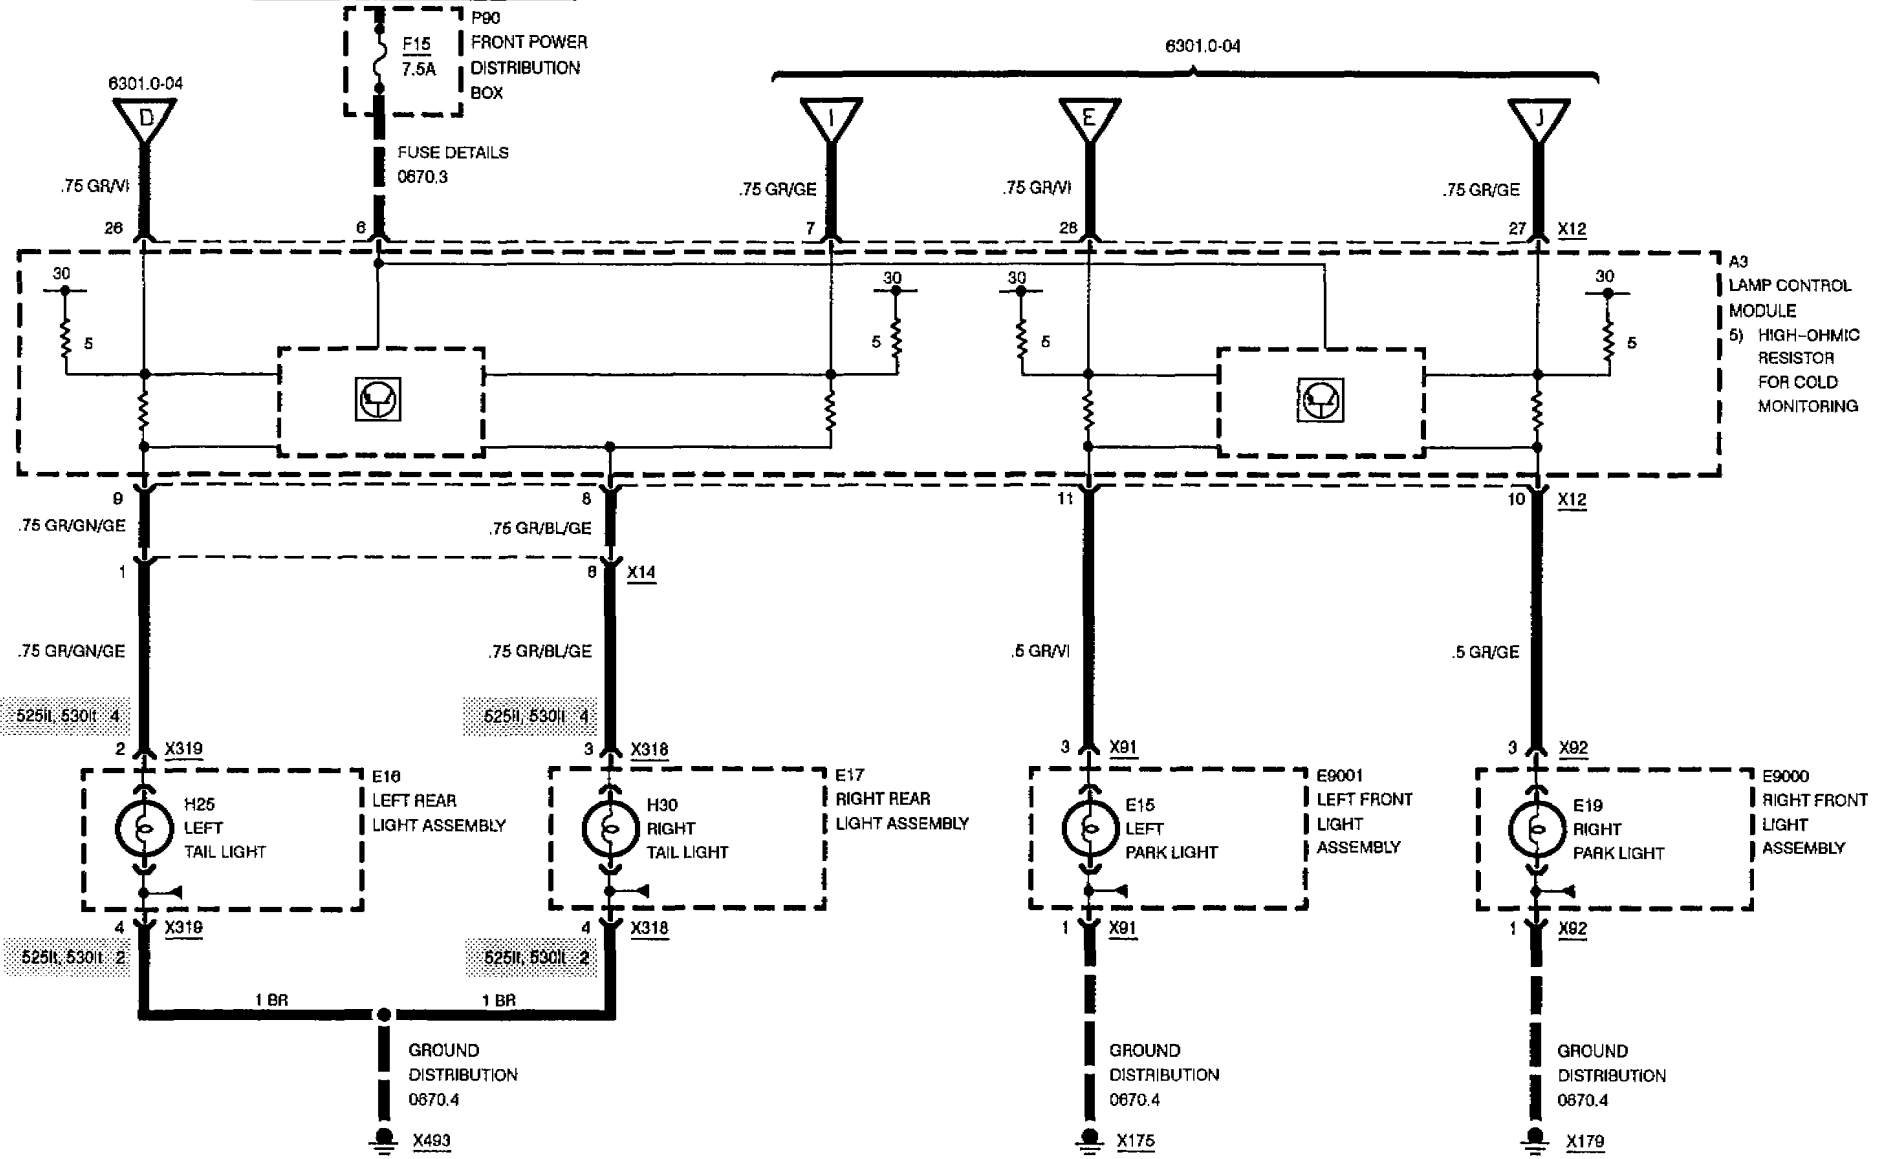 P90
FRONT POWER
DISTRIBUTION
BOX
F15
7.5A
6301.0-04
6301.0-04
D
I
E
J
FUSE DETAILS
0670.3
.75 GR/VI
.75 GR/GE
.75 GR/VI
.75 GR/GE
26
6
7
28
27
X12
30
30
30
30
5
5
5
5
A3
LAMP CONTROL
MODULE
5) HIGH-OHMIC
RESISTOR
FOR COLD
MONITORING
9
8
11
10
X12
.75 GR/GN/GE
.75 GR/BL/GE
1
6
X14
.75 GR/GN/GE
.75 GR/BL/GE
.5 GR/VI
.5 GR/GE
525it, 530it 4
525it, 530it 4
2
X319
3
X318
3
X91
3
X92
E16
LEFT REAR
LIGHT ASSEMBLY
H25
LEFT
TAIL LIGHT
E17
RIGHT REAR
LIGHT ASSEMBLY
H30
RIGHT
TAIL LIGHT
E9001
LEFT FRONT
LIGHT
ASSEMBLY
E15
LEFT
PARK LIGHT
E9000
RIGHT FRONT
LIGHT
ASSEMBLY
E19
RIGHT
PARK LIGHT
4
X319
4
X318
1
X91
1
X92
525it, 530it 2
525it, 530it 2
1 BR
1 BR
GROUND
DISTRIBUTION
0670.4
GROUND
DISTRIBUTION
0670.4
GROUND
DISTRIBUTION
0670.4
X493
X175
X179